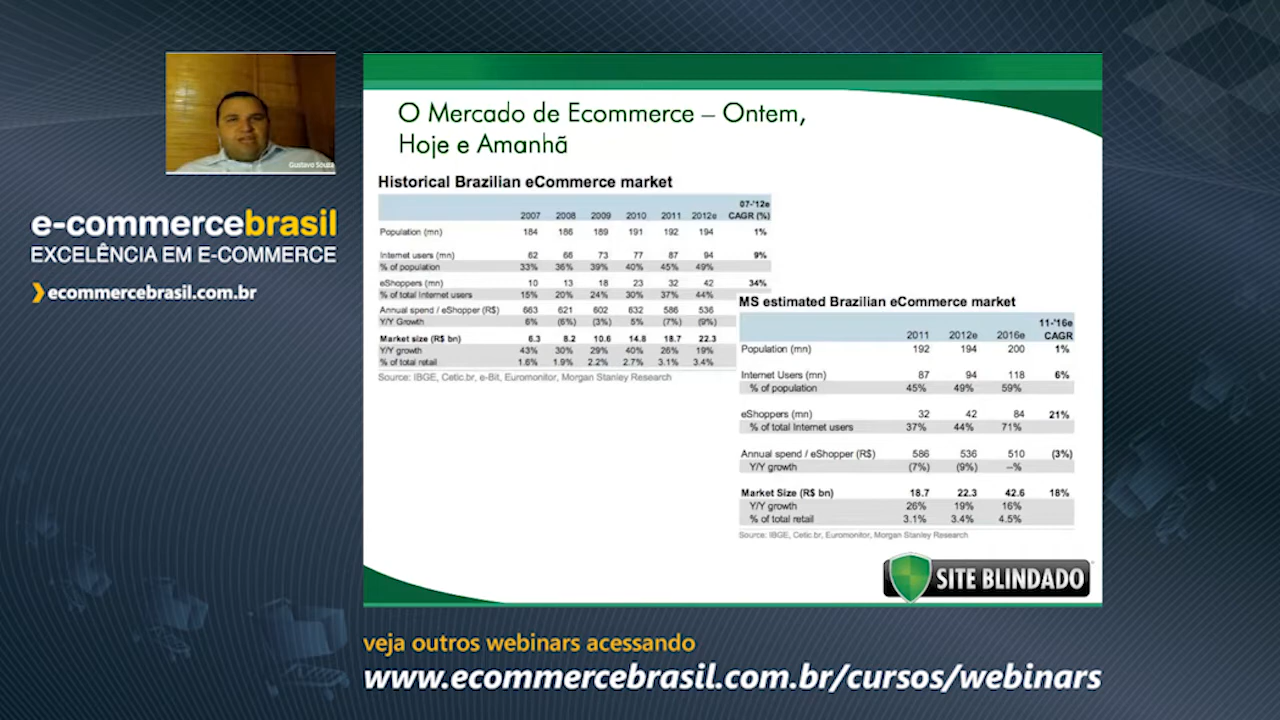 Gustavo Souza
e-commercebrasil
EXCELÊNCIA EM E-COMMERCE
ecommercebrasil.com.br
O Mercado de Ecommerce – Ontem,
Hoje e Amanhã
Historical Brazilian eCommerce market
07-'12e
2007 2008 2009 2010 2011 2012e CAGR (%)
Population (mn) 184 186 189 191 192 194 1%
Internet users (mn) 62 66 73 77 87 94 9%
% of population 33% 36% 39% 40% 45% 49%
eShoppers (mn) 10 13 18 23 32 42 34%
% of total Internet users 15% 20% 24% 30% 37% 44%
Annual spend / eShopper (R$) 663 621 602 632 586 536
Y/Y Growth 6% (6%) (3%) 5% (7%) (9%)
Market size (R$ bn) 6.3 8.2 10.6 14.8 18.7 22.3
Y/Y growth 43% 30% 29% 40% 26% 19%
% of total retail 1.6% 1.9% 2.2% 2.7% 3.1% 3.4%
Source: IBGE, Cetic.br, e-Bit, Euromonitor, Morgan Stanley Research
MS estimated Brazilian eCommerce market
11-'16e
2011 2012e 2016e CAGR
Population (mn) 192 194 200 1%
Internet Users (mn) 87 94 118 6%
% of population 45% 49% 59%
eShoppers (mn) 32 42 84 21%
% of total Internet users 37% 44% 71%
Annual spend / eShopper (R$) 586 536 510 (3%)
Y/Y growth (7%) (9%) --%
Market Size (R$ bn) 18.7 22.3 42.6 18%
Y/Y growth 26% 19% 16%
% of total retail 3.1% 3.4% 4.5%
Source: IBGE, Cetic.br, Euromonitor, Morgan Stanley Research
SITE BLINDADO
veja outros webinars acessando
www.ecommercebrasil.com.br/cursos/webinars